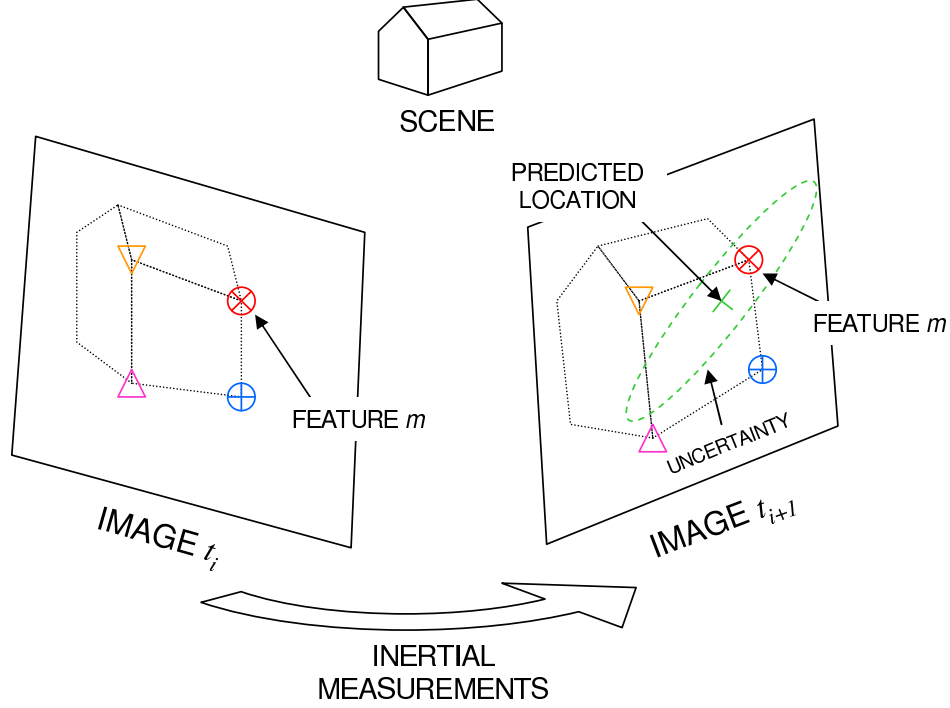 SCENE
PREDICTED
LOCATION
FEATURE m
FEATURE m
UNCERTAINTY
IMAGE tᵢ
IMAGE tᵢ₊₁
INERTIAL
MEASUREMENTS